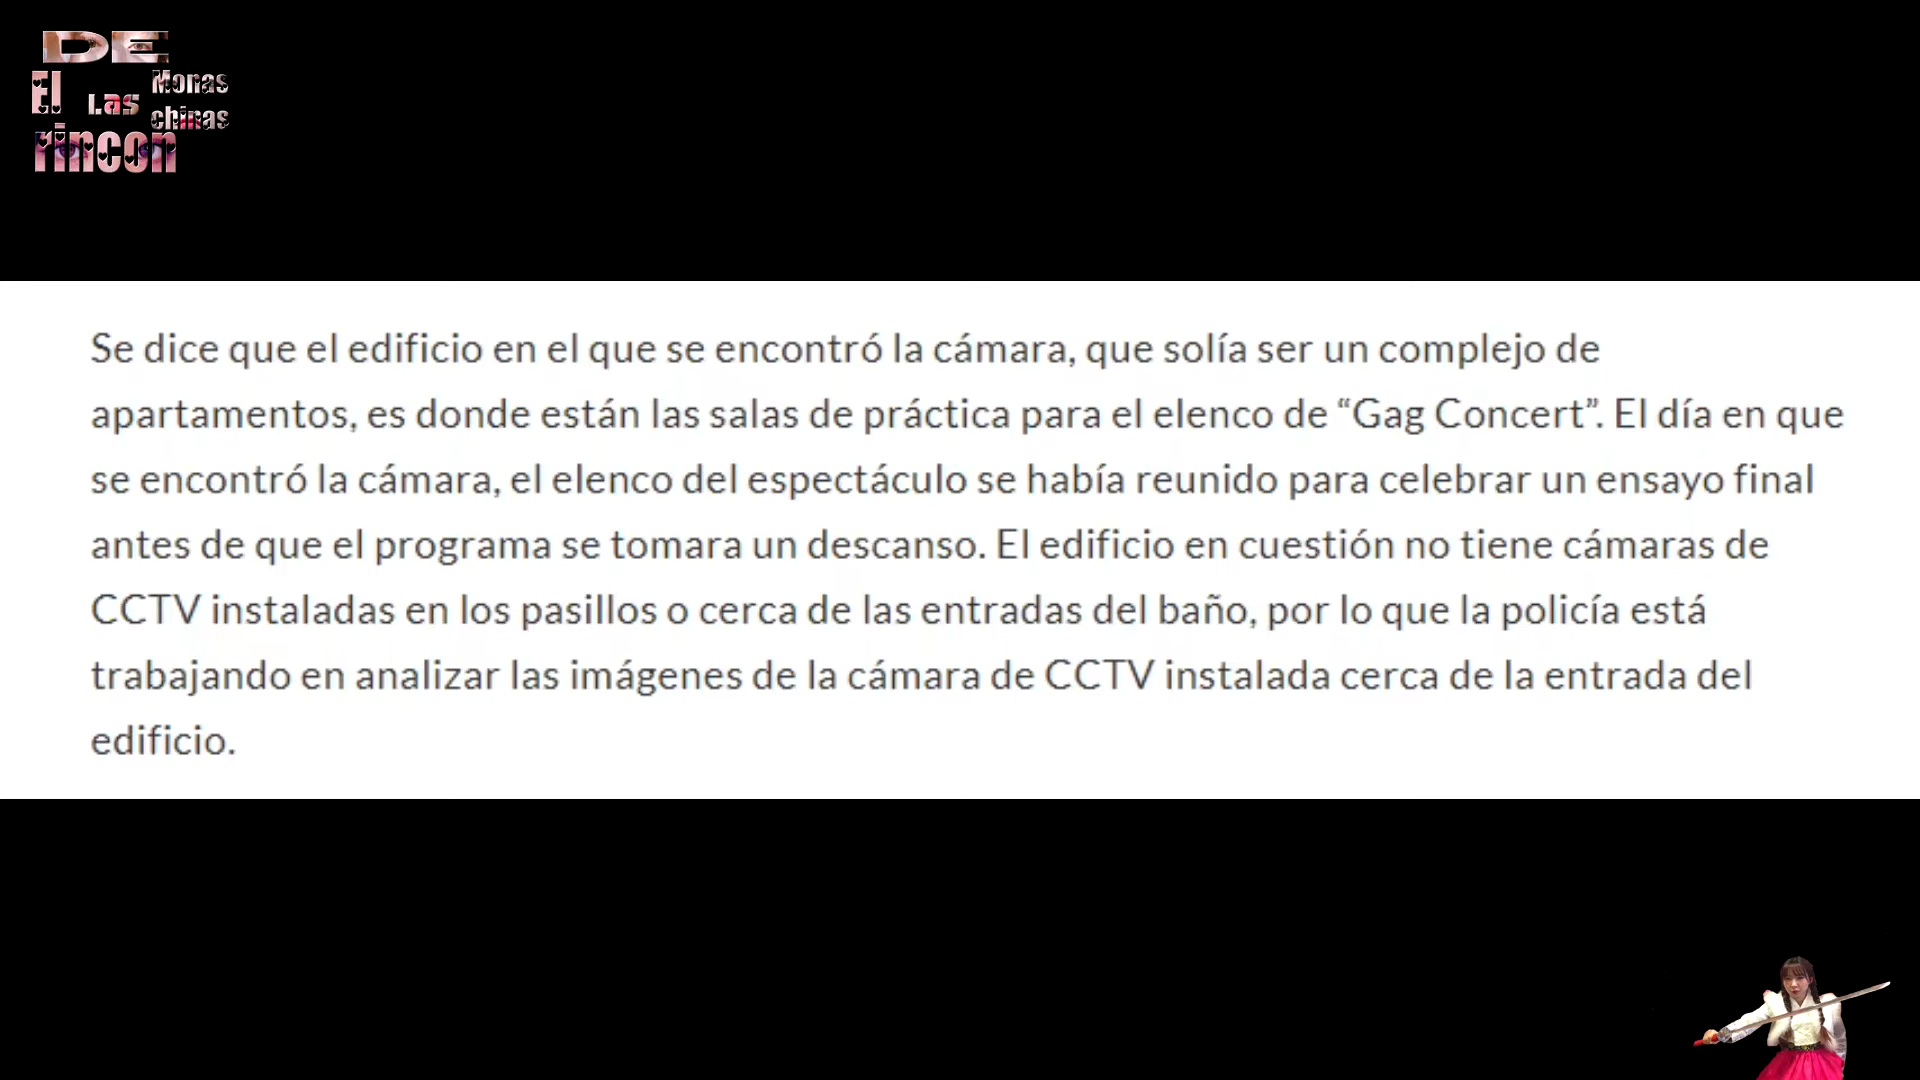 DE
El Las Monas
chinas
rincon
Se dice que el edificio en el que se encontró la cámara, que solía ser un complejo de
apartamentos, es donde están las salas de práctica para el elenco de “Gag Concert”. El día en que
se encontró la cámara, el elenco del espectáculo se había reunido para celebrar un ensayo final
antes de que el programa se tomara un descanso. El edificio en cuestión no tiene cámaras de
CCTV instaladas en los pasillos o cerca de las entradas del baño, por lo que la policía está
trabajando en analizar las imágenes de la cámara de CCTV instalada cerca de la entrada del
edificio.